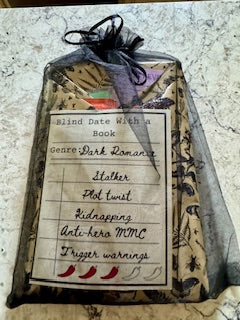 Blind Date With a
Book
Genre: Dark Romance
Stalker
Plot twist
Kidnapping
Anti-hero MMC
Trigger warnings